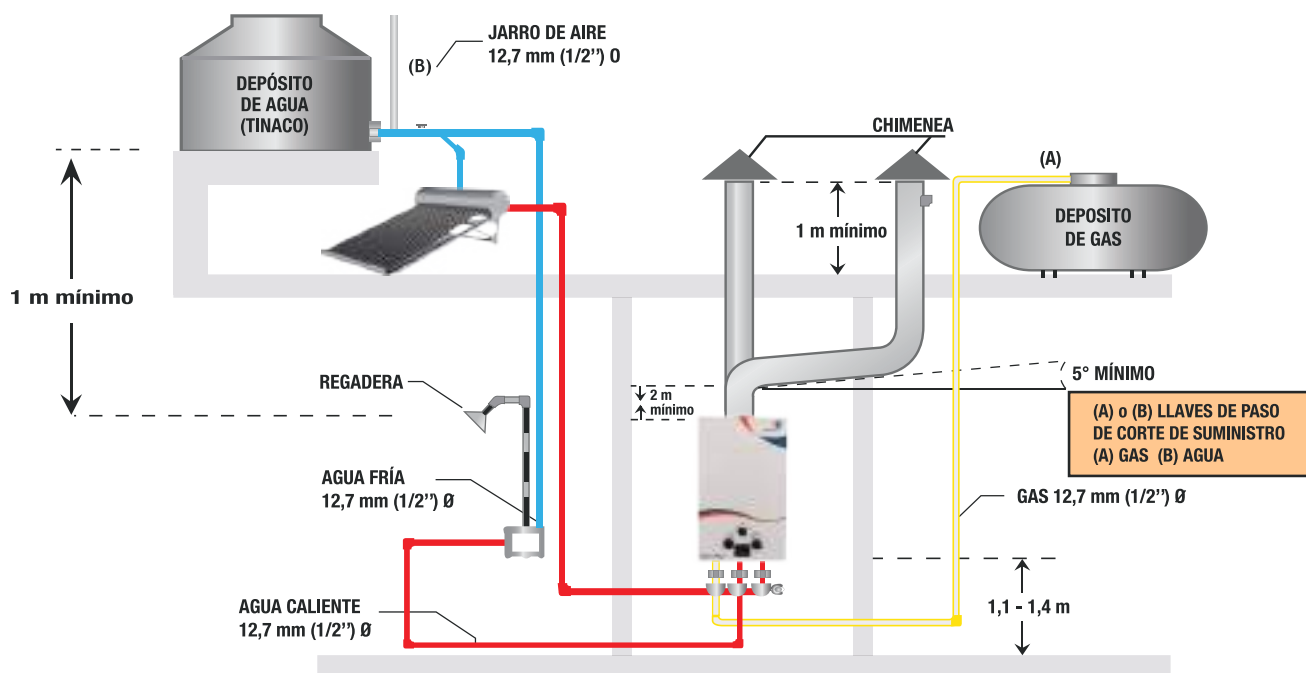 JARRO DE AIRE
12,7 mm (1/2") O
(B)
DEPÓSITO
DE AGUA
(TINACO)
CHIMENEA
(A)
DEPOSITO
DE GAS
1 m mínimo
1 m mínimo
REGADERA
2 m
mínimo
5° MÍNIMO
(A) o (B) LLAVES DE PASO
DE CORTE DE SUMINISTRO
(A) GAS (B) AGUA
AGUA FRÍA
12,7 mm (1/2'') Ø
GAS 12,7 mm (1/2'') Ø
AGUA CALIENTE
12,7 mm (1/2'') Ø
1,1 - 1,4 m